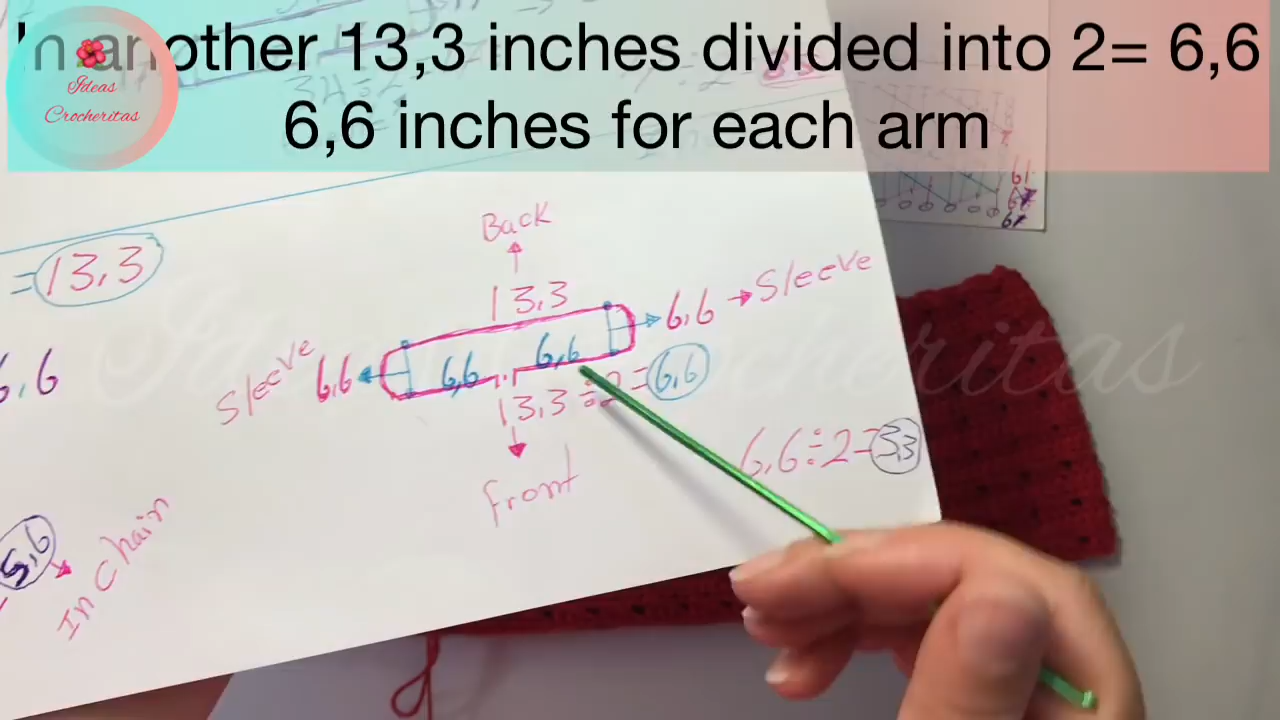 In another 13,3 inches divided into 2= 6,6
6,6 inches for each arm
Ideas
Crocheritas
= 13,3
6,6
Back
13,3
6,6 → Sleeve
Sleeve 6,6
6,6
6,6
13,3 ÷ 2 = 6,6
Front
6,6 ÷ 2 = 3,3
5,6
In Chain
61